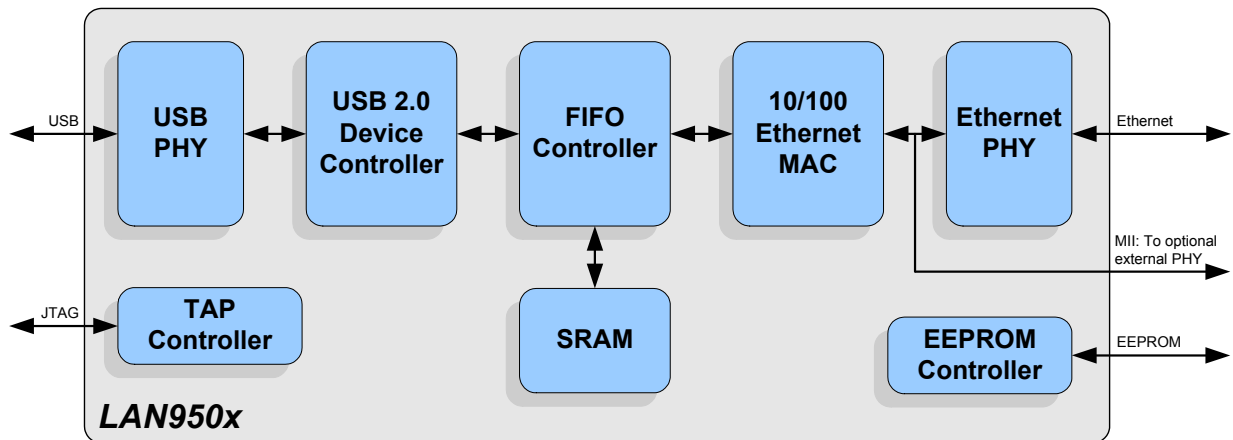 USB
USB
PHY
USB 2.0
Device
Controller
FIFO
Controller
10/100
Ethernet
MAC
Ethernet
PHY
Ethernet
MII: To optional
external PHY
JTAG
TAP
Controller
SRAM
EEPROM
Controller
EEPROM
LAN950x